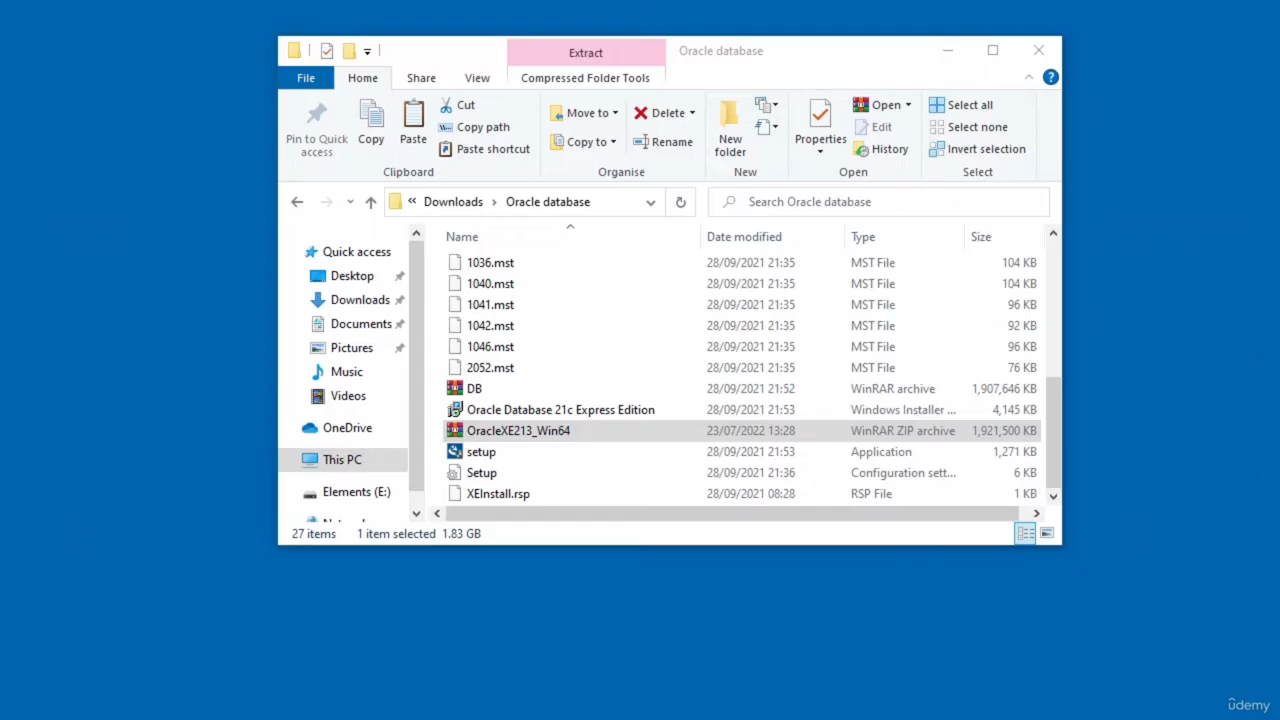 Extract
Oracle database
File
Home
Share
View
Compressed Folder Tools
?
Pin to Quick
access
Copy
Paste
Cut
Copy path
Paste shortcut
Move to
Copy to
Delete
Rename
New
folder
Properties
Open
Edit
History
Select all
Select none
Invert selection
Clipboard
Organise
New
Open
Select
« Downloads › Oracle database
Search Oracle database
Quick access
Desktop
Downloads
Documents
Pictures
Music
Videos
OneDrive
This PC
Elements (E:)
Name Date modified Type Size
1036.mst 28/09/2021 21:35 MST File 104 KB
1040.mst 28/09/2021 21:35 MST File 104 KB
1041.mst 28/09/2021 21:35 MST File 96 KB
1042.mst 28/09/2021 21:35 MST File 92 KB
1046.mst 28/09/2021 21:35 MST File 96 KB
2052.mst 28/09/2021 21:35 MST File 76 KB
DB 28/09/2021 21:52 WinRAR archive 1,907,646 KB
Oracle Database 21c Express Edition 28/09/2021 21:53 Windows Installer ... 4,145 KB
OracleXE213_Win64 23/07/2022 13:28 WinRAR ZIP archive 1,921,500 KB
setup 28/09/2021 21:53 Application 1,271 KB
Setup 28/09/2021 21:36 Configuration sett... 6 KB
XEInstall.rsp 28/09/2021 08:28 RSP File 1 KB
27 items 1 item selected 1.83 GB
ûdemy